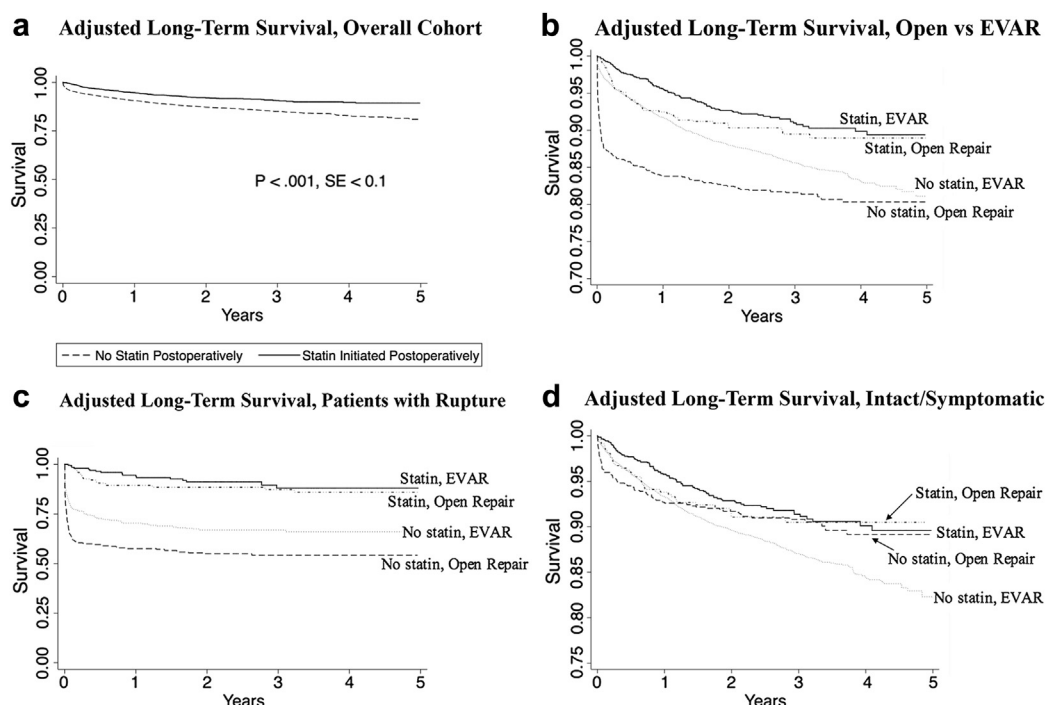 a Adjusted Long-Term Survival, Overall Cohort
Survival
1.00
0.75
0.50
0.25
0.00
P < .001, SE < 0.1
0 1 2 3 4 5
Years
No Statin Postoperatively Statin Initiated Postoperatively
b Adjusted Long-Term Survival, Open vs EVAR
Survival
1.00
0.95
0.90
0.85
0.80
0.75
0.70
Statin, EVAR
Statin, Open Repair
No statin, EVAR
No statin, Open Repair
0 1 2 3 4 5
Years
c Adjusted Long-Term Survival, Patients with Rupture
Survival
1.00
0.75
0.50
0.25
0.00
Statin, EVAR
Statin, Open Repair
No statin, EVAR
No statin, Open Repair
0 1 2 3 4 5
Years
d Adjusted Long-Term Survival, Intact/Symptomatic
Survival
1.00
0.95
0.90
0.85
0.80
0.75
Statin, Open Repair
Statin, EVAR
No statin, Open Repair
No statin, EVAR
0 1 2 3 4 5
Years